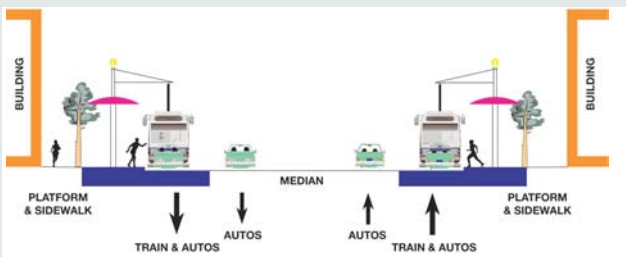 BUILDING
BUILDING
PLATFORM
& SIDEWALK
MEDIAN
PLATFORM
& SIDEWALK
TRAIN & AUTOS
AUTOS
AUTOS
TRAIN & AUTOS